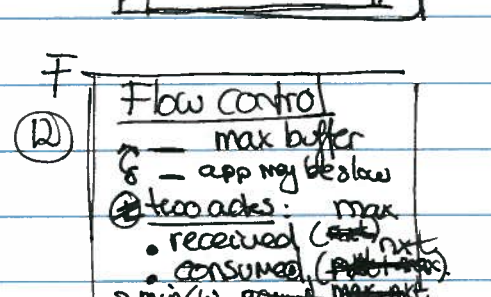 F
Flow control
12
— max buffer
— app may be slow
two acks: max
• received (
nxt
• consumed (